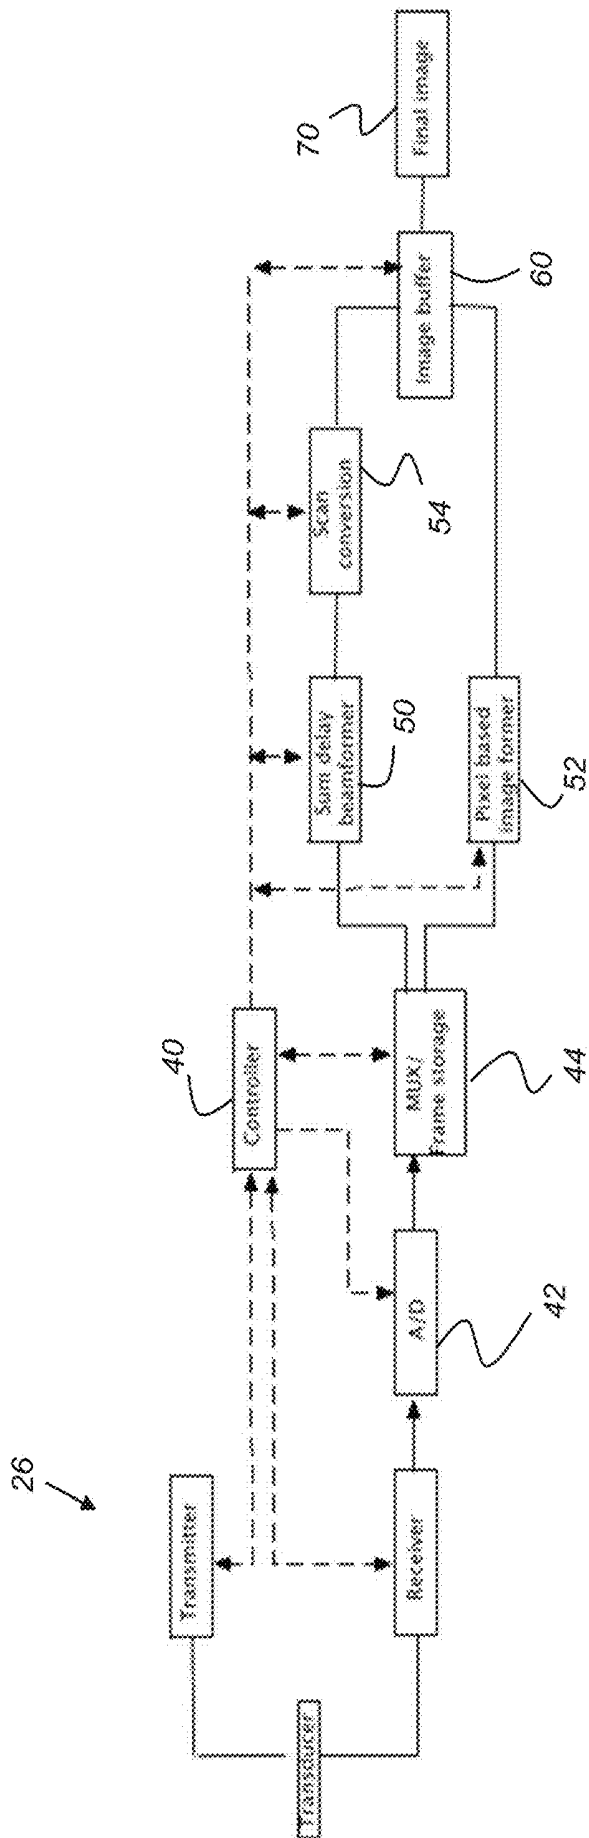 26
Transducer
Transmitter
Receiver
A/D
42
Controller
40
MUX/
Frame storage
44
Sum delay
beamformer
50
Pixel based
image former
52
Scan
conversion
54
Image buffer
60
Final image
70